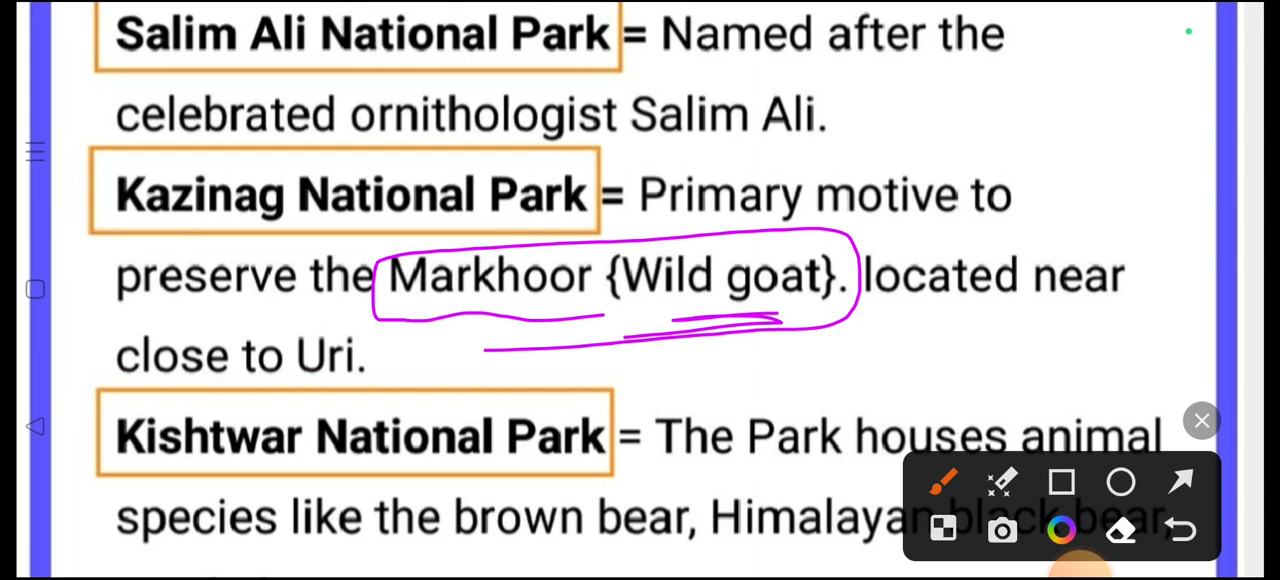 Salim Ali National Park = Named after the
celebrated ornithologist Salim Ali.
Kazinag National Park = Primary motive to
preserve the Markhoor {Wild goat}. located near
close to Uri.
Kishtwar National Park = The Park houses animal
species like the brown bear, Himalayan black bear,